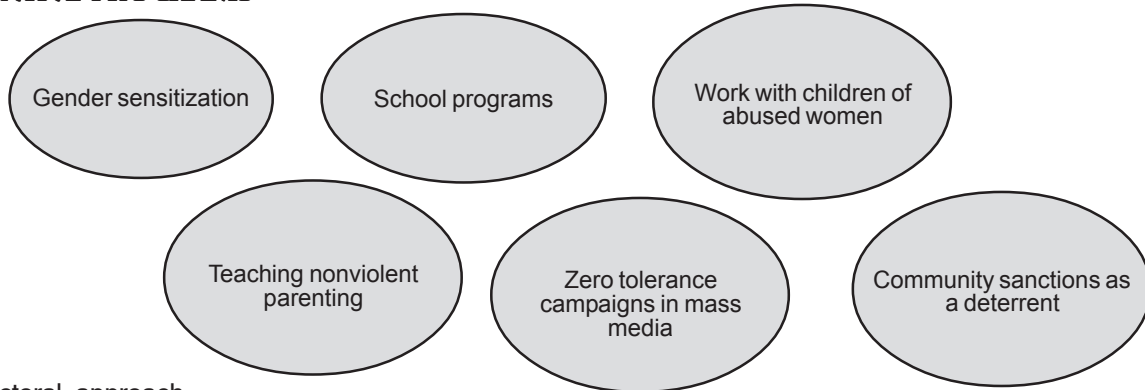 Gender sensitization
School programs
Work with children of
abused women
Teaching nonviolent
parenting
Zero tolerance
campaigns in mass
media
Community sanctions as
a deterrent
approach